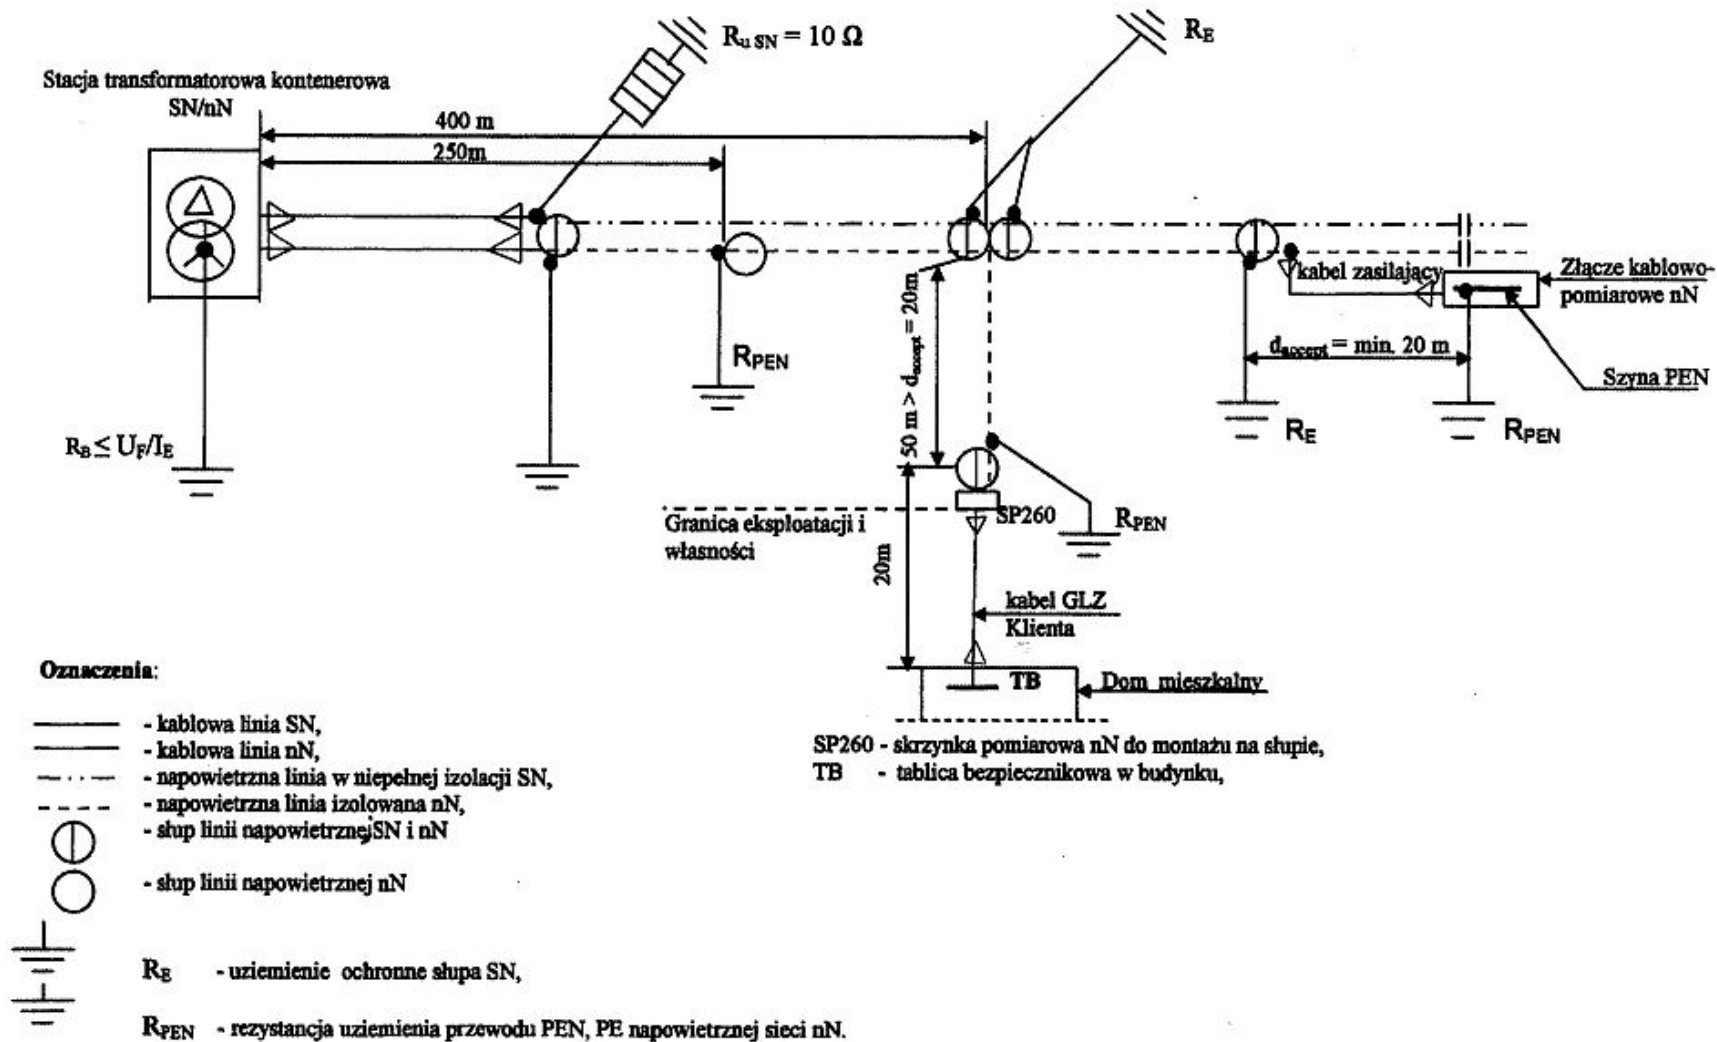 R_u SN = 10 Ω
R_E
Stacja transformatorowa kontenerowa
SN/nN
400 m
250m
kabel zasilający
Złącze kablowo-
pomiarowe nN
50 m > d_accept = 20m
R_PEN
d_accept = min. 20 m
Szyna PEN
R_E
R_PEN
R_B ≤ U_F/I_E
SP260
R_PEN
Granica eksploatacji i
własności
20m
kabel GLZ
Klienta
Oznaczenia:
TB
Dom mieszkalny
- kablowa linia SN,
- kablowa linia nN,
- napowietrzna linia w niepełnej izolacji SN,
- napowietrzna linia izolowana nN,
- słup linii napowietrznej SN i nN
- słup linii napowietrznej nN
SP260 - skrzynka pomiarowa nN do montażu na słupie,
TB - tablica bezpiecznikowa w budynku,
R_E - uziemienie ochronne słupa SN,
R_PEN - rezystancja uziemienia przewodu PEN, PE napowietrznej sieci nN.